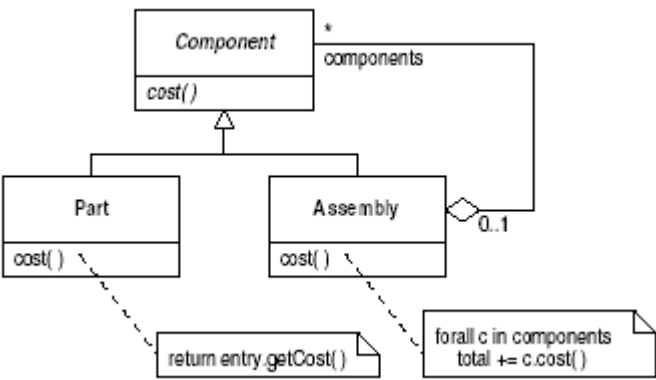 Component
*
components
cost( )
Part
Assembly
0..1
cost( )
cost( )
return entry.getCost( )
forall c in components
total += c.cost( )